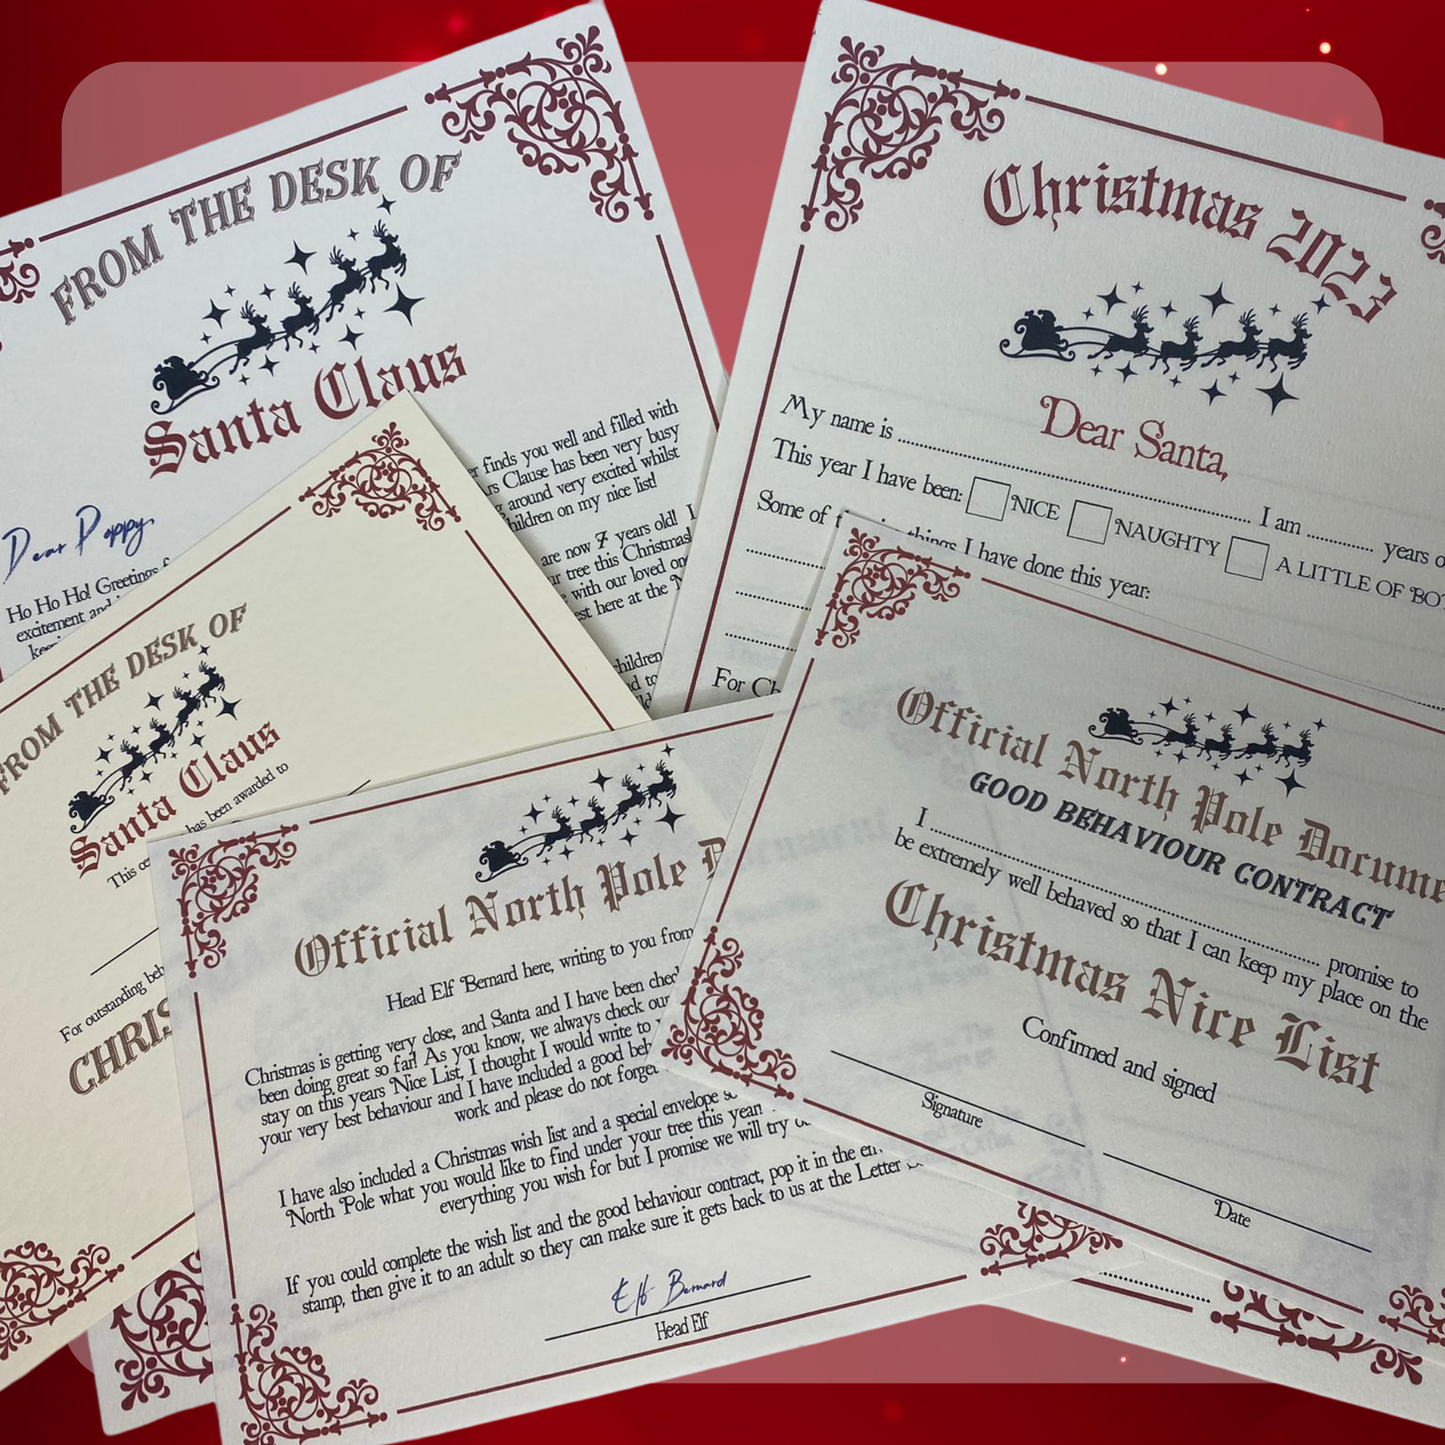 FROM THE DESK OF
Santa Claus
Dear Poppy,
Ho Ho Ho! Greetings
excitement and
finds you well and filled with
Clause has been very busy
around very excited whilst
children on my nice list!
are now 7 years old! I
tree this Christmas
with our loved
here at the
children
Christmas 2023
Dear Santa,
My name is I am years
This year I have been: NICE NAUGHTY A LITTLE OF
Some of things I have done this year:
For
FROM THE DESK OF
Santa Claus
This has been awarded to
For outstanding
Official North Pole
Head Elf Bernard here, writing to you from
Christmas is getting very close, and Santa and I have been
been doing great so far! As you know, we always check our
stay on this years Nice List, I thought I would write to
your very best behaviour and I have included a good
work and please do not forget
I have also included a Christmas wish list and a special envelope
North Pole what you would like to find under your tree this year!
everything you wish for but I promise we will try
If you could complete the wish list and the good behaviour contract, pop it in the
stamp, then give it to an adult so they can make sure it gets back to us at the Letter
Elf Bernard
Head Elf
Official North Pole
GOOD BEHAVIOUR CONTRACT
I promise to
be extremely well behaved so that I can keep my place on the
Christmas Nice List
Confirmed and signed
Signature
Date